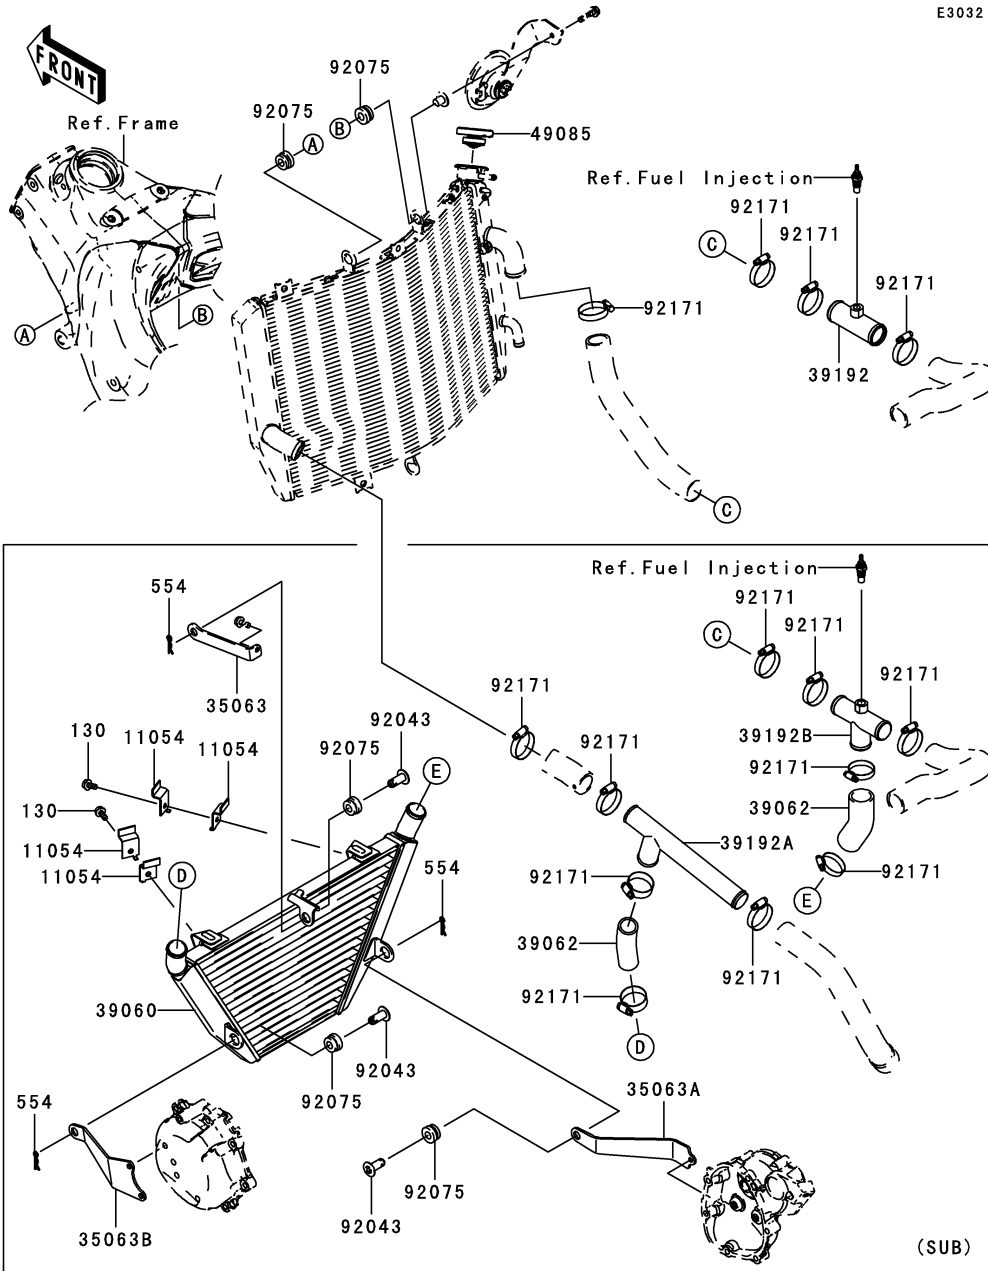 E3032
FRONT
92075
92075
A
B
49085
Ref.Frame
Ref.Fuel Injection
92171
C
92171
92171
92171
B
A
39192
C
Ref.Fuel Injection
554
92171
C
92171
35063
92171
92171
92043
130
11054
11054
92075
92171
39192B
E
92171
130
39062
11054
39192A
11054
D
554
92171
92171
E
39062
92171
92171
39060
D
92043
35063A
92075
554
92075
92043
35063B
(SUB)